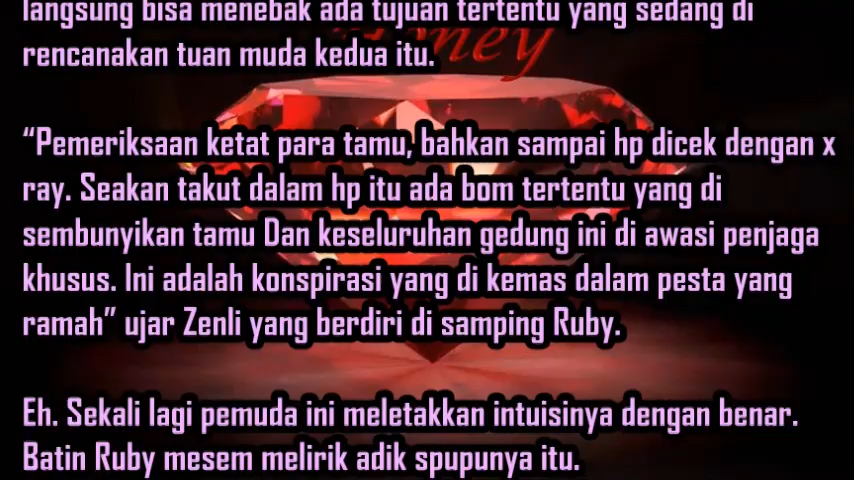 langsung bisa menebak ada tujuan tertentu yang sedang di
rencanakan tuan muda kedua itu.
“Pemeriksaan ketat para tamu, bahkan sampai hp dicek dengan x
ray. Seakan takut dalam hp itu ada bom tertentu yang di
sembunyikan tamu Dan keseluruhan gedung ini di awasi penjaga
khusus. Ini adalah konspirasi yang di kemas dalam pesta yang
ramah” ujar Zenli yang berdiri di samping Ruby.
Eh. Sekali lagi pemuda ini meletakkan intuisinya dengan benar.
Batin Ruby mesem melirik adik spupunya itu.